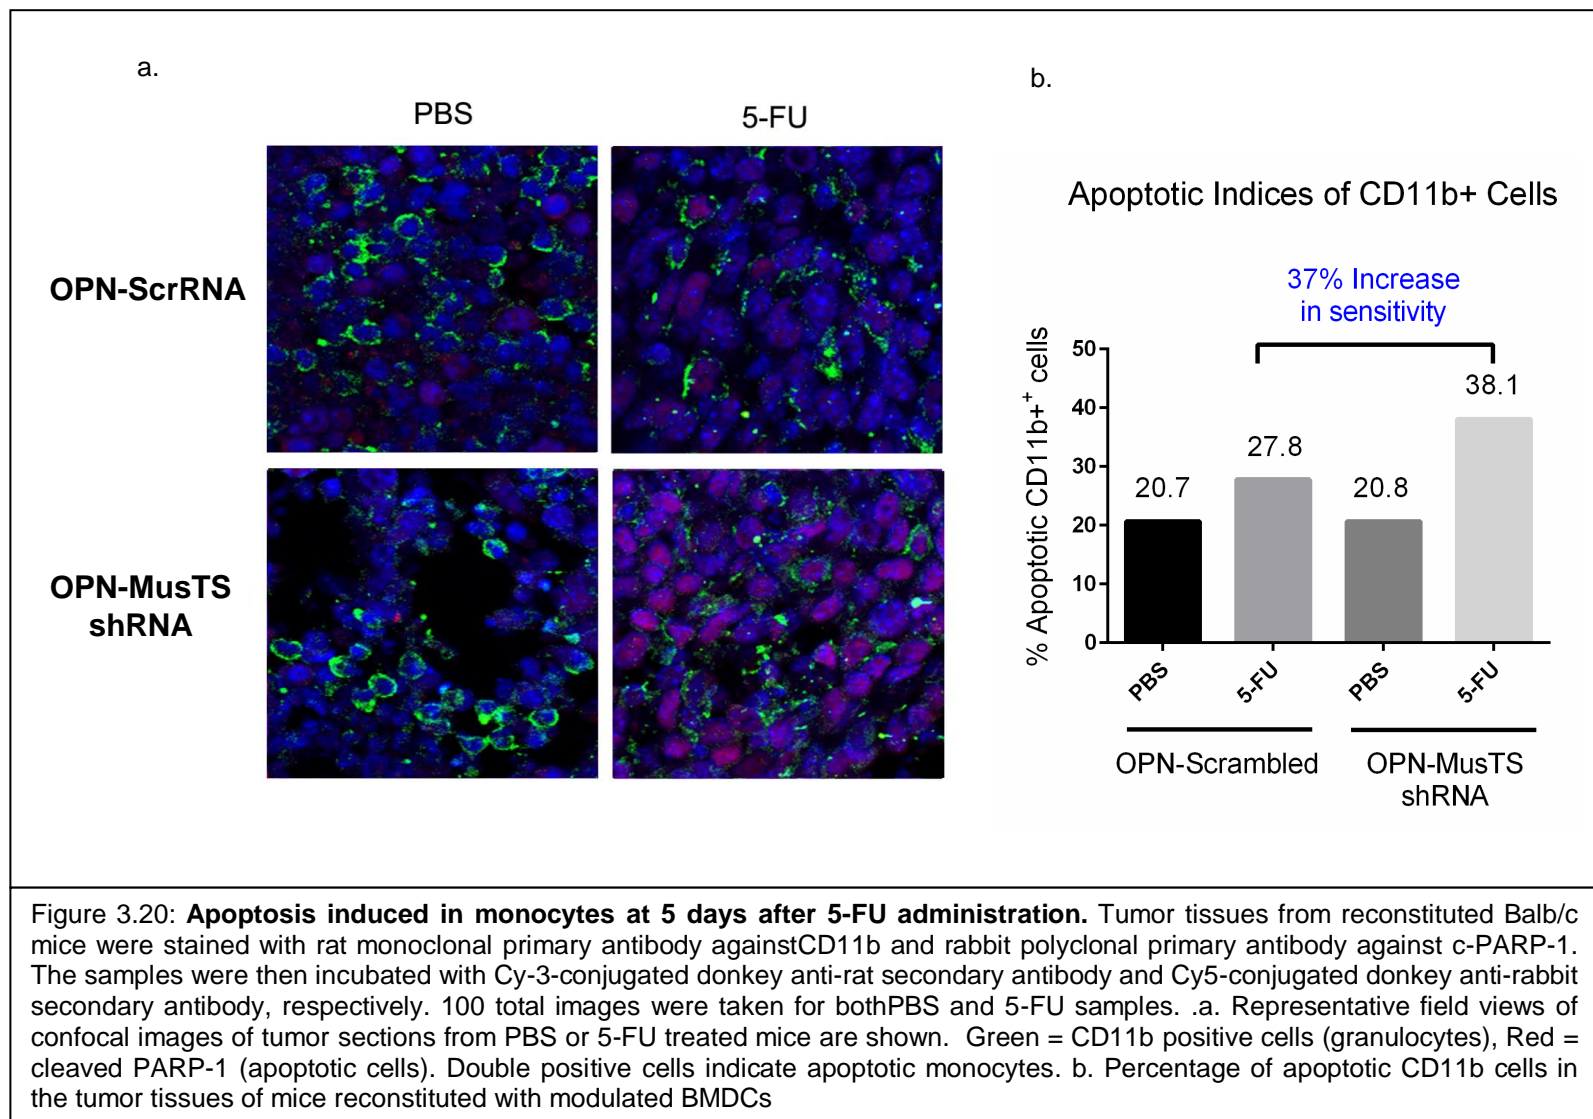 a.
PBS
5-FU
OPN-ScrRNA
OPN-MusTS
shRNA
b.
Apoptotic Indices of CD11b+ Cells
37% Increase
in sensitivity
% Apoptotic CD11b+⁺ cells
50
40
30
20
10
0
20.7
27.8
20.8
38.1
PBS
5-FU
PBS
5-FU
OPN-Scrambled
OPN-MusTS
shRNA
Figure 3.20: Apoptosis induced in monocytes at 5 days after 5-FU administration. Tumor tissues from reconstituted Balb/c
mice were stained with rat monoclonal primary antibody againstCD11b and rabbit polyclonal primary antibody against c-PARP-1.
The samples were then incubated with Cy-3-conjugated donkey anti-rat secondary antibody and Cy5-conjugated donkey anti-rabbit
secondary antibody, respectively. 100 total images were taken for bothPBS and 5-FU samples. .a. Representative field views of
confocal images of tumor sections from PBS or 5-FU treated mice are shown. Green = CD11b positive cells (granulocytes), Red =
cleaved PARP-1 (apoptotic cells). Double positive cells indicate apoptotic monocytes. b. Percentage of apoptotic CD11b cells in
the tumor tissues of mice reconstituted with modulated BMDCs